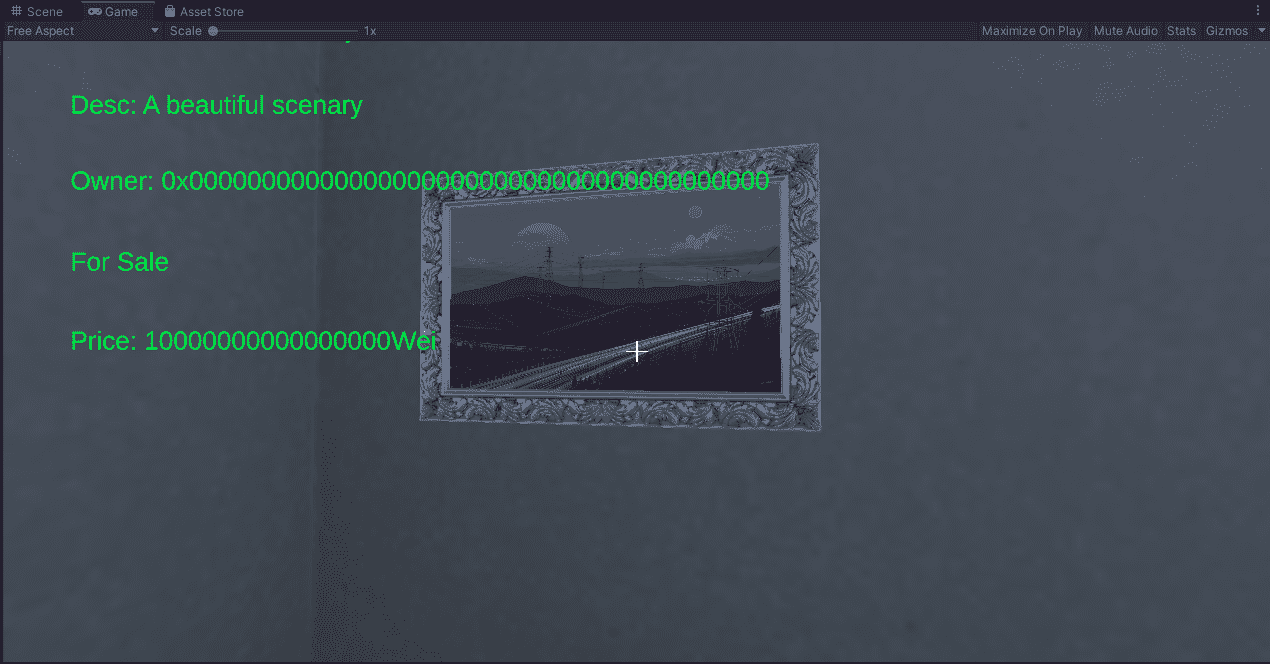 Scene Game Asset Store
Free Aspect Scale 1x Maximize On Play Mute Audio Stats Gizmos
Desc: A beautiful scenary
Owner: 0x0000000000000000000000000000000000000000
For Sale
Price: 10000000000000000Wei